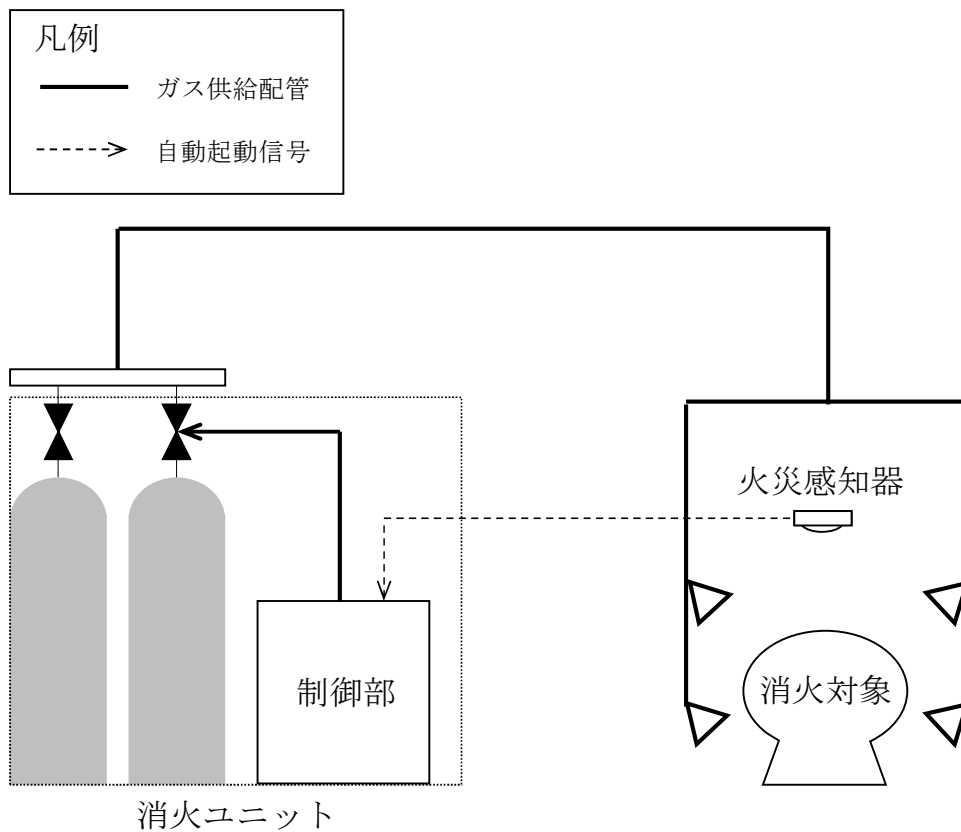 凡例
ガス供給配管
自動起動信号
火災感知器
制御部
消火対象
消火ユニット